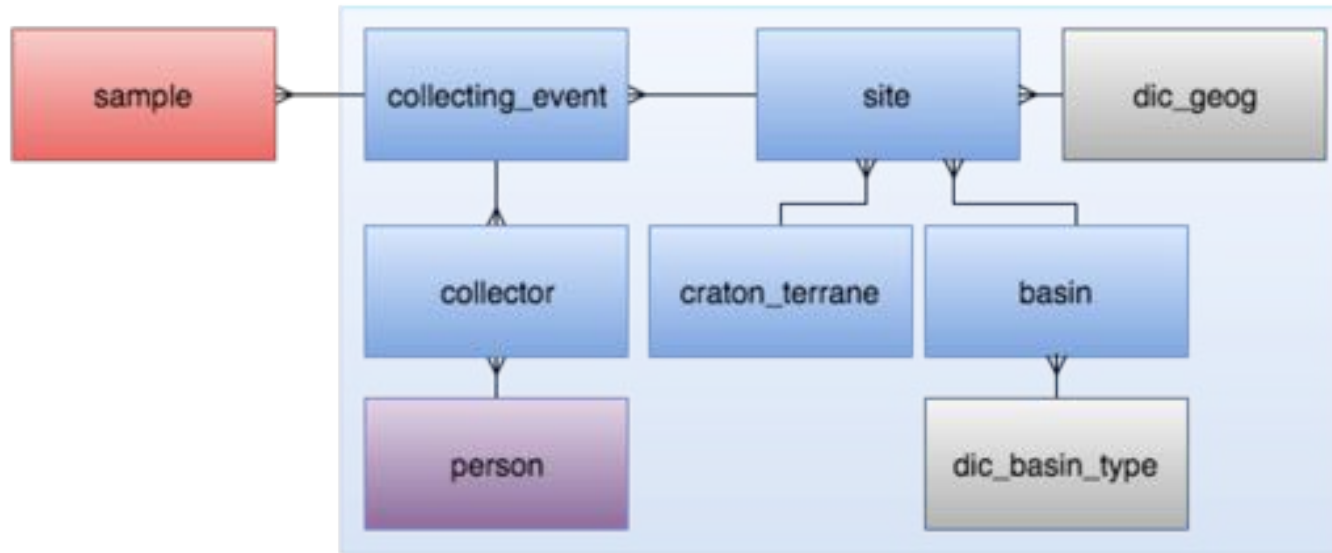 sample
collecting_event
site
dic_geog
collector
craton_terrane
basin
person
dic_basin_type